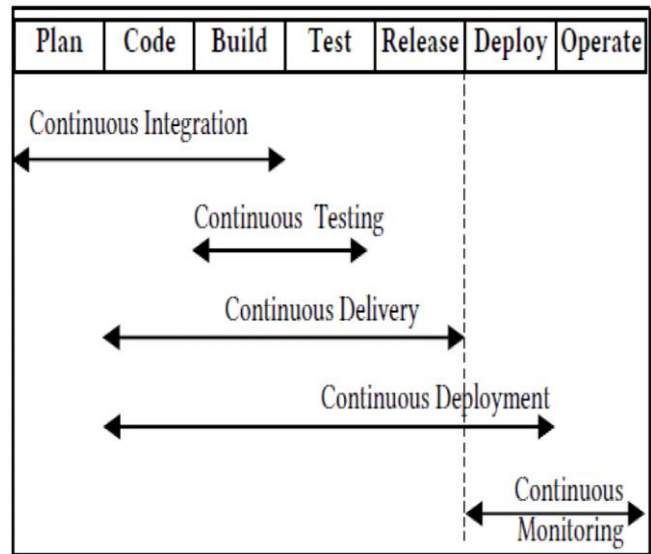 Plan Code Build Test Release Deploy Operate
Continuous Integration
Continuous Testing
Continuous Delivery
Continuous Deployment
Continuous
Monitoring